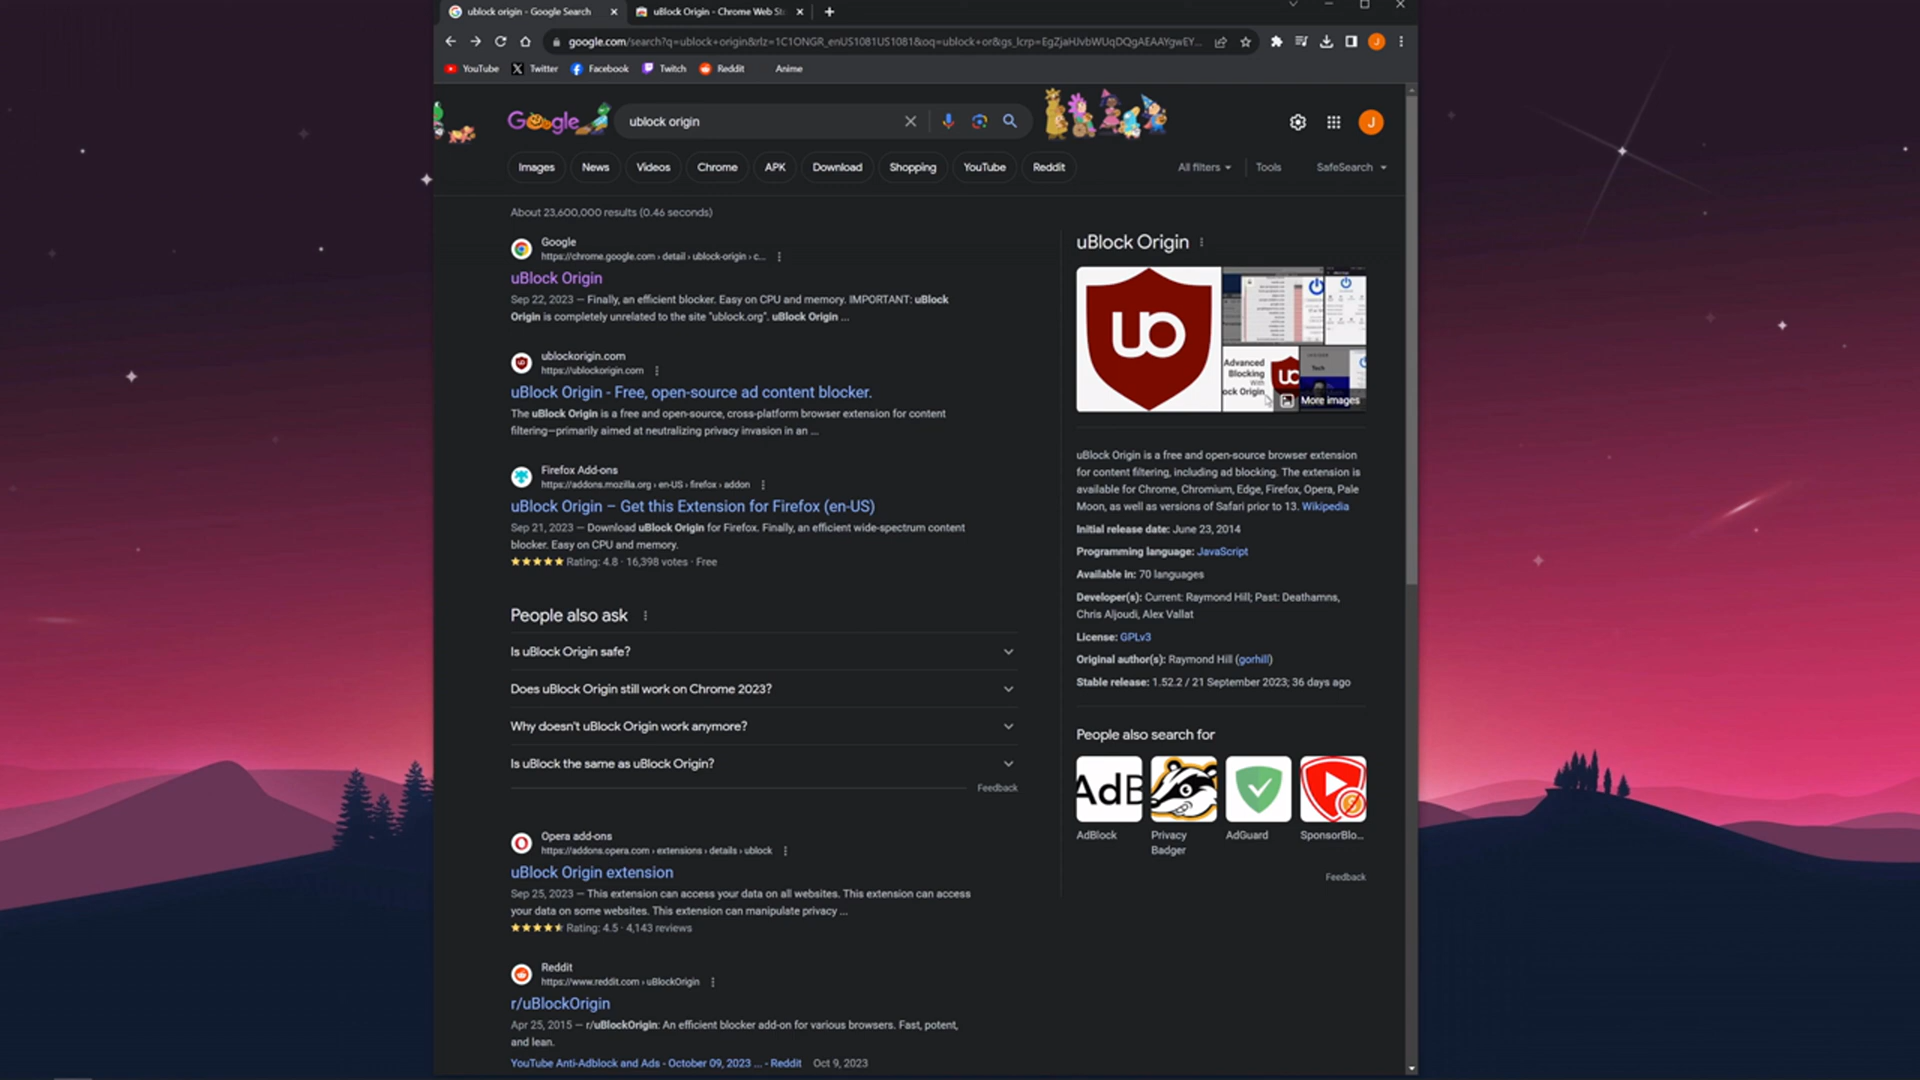 ublock origin - Google Search
uBlock Origin - Chrome Web St
google.com/search?q=ublock+origin&rlz=1C1ONGR_enUS1081US1081&oq=ublock+or&gs_lcrp=EgZjaHJvbWUqDQgAEAAYgwEY...
YouTube Twitter Facebook Twitch Reddit Anime
Google
ublock origin
J
Images News Videos Chrome APK Download Shopping YouTube Reddit All filters Tools SafeSearch
About 23,600,000 results (0.46 seconds)
Google
https://chrome.google.com › detail › ublock-origin › c...
uBlock Origin
Sep 22, 2023 — Finally, an efficient blocker. Easy on CPU and memory. IMPORTANT: uBlock
Origin is completely unrelated to the site "ublock.org". uBlock Origin ...
ublockorigin.com
https://ublockorigin.com
uBlock Origin - Free, open-source ad content blocker.
The uBlock Origin is a free and open-source, cross-platform browser extension for content
filtering—primarily aimed at neutralizing privacy invasion in an ...
Firefox Add-ons
https://addons.mozilla.org › en-US › firefox › addon
uBlock Origin – Get this Extension for Firefox (en-US)
Sep 21, 2023 — Download uBlock Origin for Firefox. Finally, an efficient wide-spectrum content
blocker. Easy on CPU and memory.
Rating: 4.8 · 16,398 votes · Free
People also ask
Is uBlock Origin safe?
Does uBlock Origin still work on Chrome 2023?
Why doesn't uBlock Origin work anymore?
Is uBlock the same as uBlock Origin?
Feedback
Opera add-ons
https://addons.opera.com › extensions › details › ublock
uBlock Origin extension
Sep 25, 2023 — This extension can access your data on all websites. This extension can access
your data on some websites. This extension can manipulate privacy ...
Rating: 4.5 · 4,143 reviews
Reddit
https://www.reddit.com › uBlockOrigin
r/uBlockOrigin
Apr 25, 2015 — r/uBlockOrigin: An efficient blocker add-on for various browsers. Fast, potent,
and lean.
YouTube Anti-Adblock and Ads - October 09, 2023 ... - Reddit Oct 9, 2023
uBlock Origin
uo
Advanced
Blocking
With
ock Origin
Tech
More images
uBlock Origin is a free and open-source browser extension
for content filtering, including ad blocking. The extension is
available for Chrome, Chromium, Edge, Firefox, Opera, Pale
Moon, as well as versions of Safari prior to 13. Wikipedia
Initial release date: June 23, 2014
Programming language: JavaScript
Available in: 70 languages
Developer(s): Current: Raymond Hill; Past: Deathamns,
Chris Aljoudi, Alex Vallat
License: GPLv3
Original author(s): Raymond Hill (gorhill)
Stable release: 1.52.2 / 21 September 2023; 36 days ago
People also search for
AdB
AdBlock
Privacy
Badger
AdGuard
SponsorBlo...
Feedback